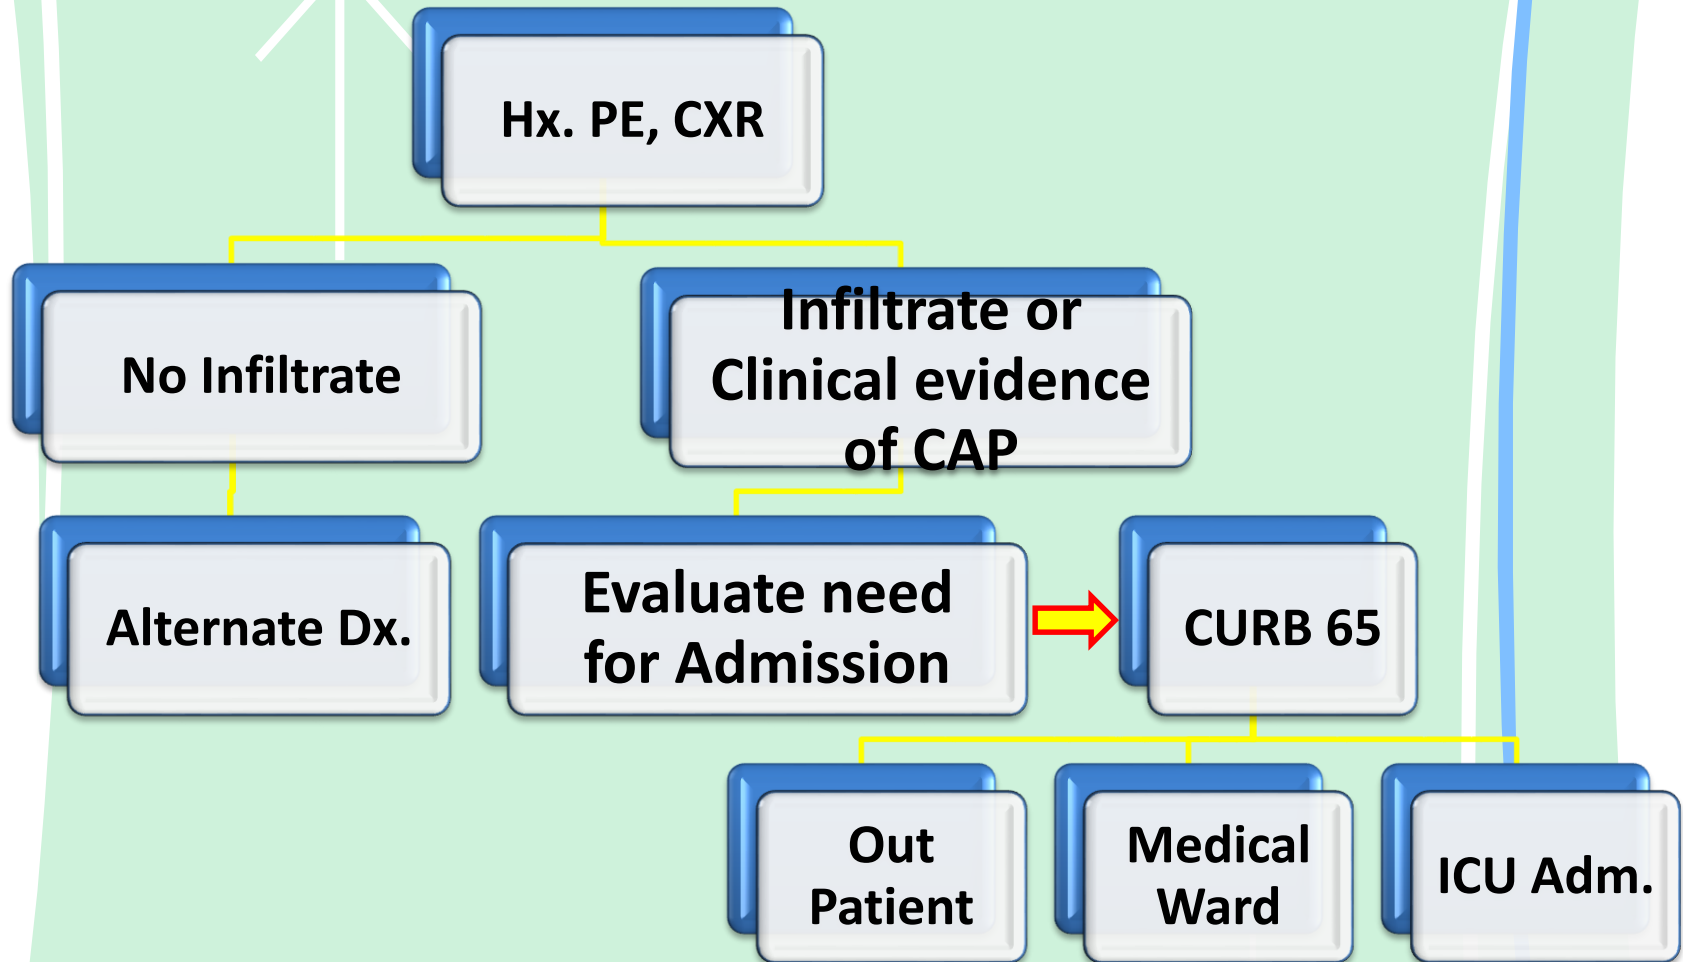 Hx. PE, CXR
No Infiltrate
Infiltrate or
Clinical evidence
of CAP
Alternate Dx.
Evaluate need
for Admission
CURB 65
Out
Patient
Medical
Ward
ICU Adm.